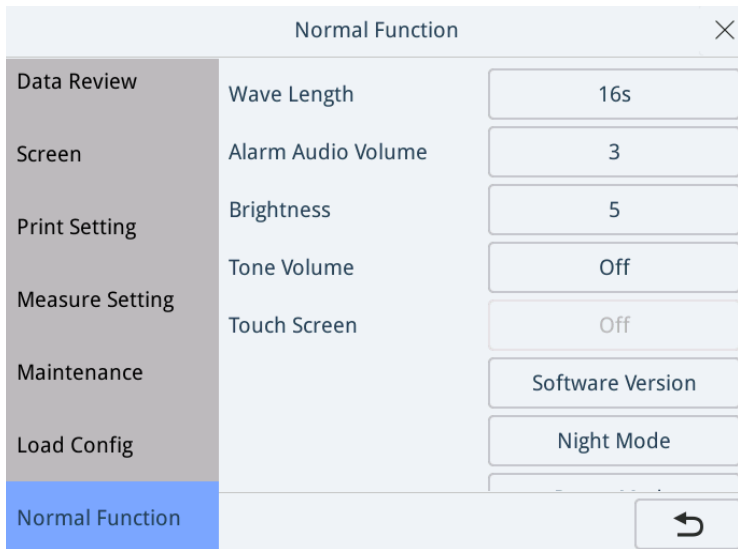 Normal Function
Data Review
Screen
Print Setting
Measure Setting
Maintenance
Load Config
Normal Function
Wave Length 16s
Alarm Audio Volume 3
Brightness 5
Tone Volume Off
Touch Screen Off
Software Version
Night Mode